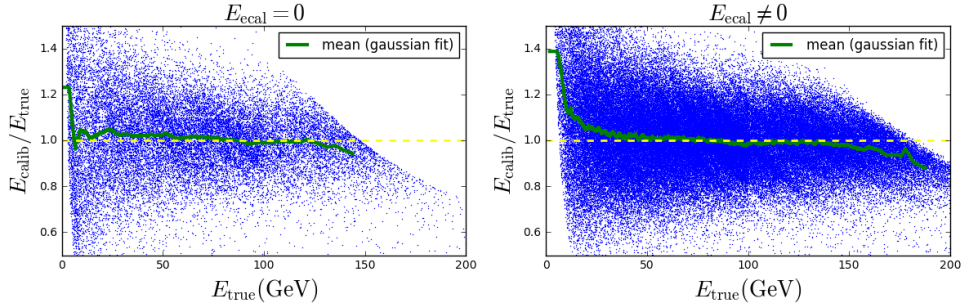 E_ecal = 0
mean (gaussian fit)
E_calib/E_true
1.4
1.2
1.0
0.8
0.6
0
50
100
150
200
E_true(GeV)
E_ecal ≠ 0
mean (gaussian fit)
E_calib/E_true
1.4
1.2
1.0
0.8
0.6
0
50
100
150
200
E_true(GeV)